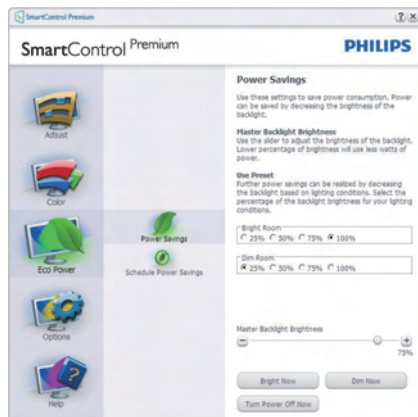 SmartControl Premium
SmartControl Premium
PHILIPS
Adjust
Color
Eco Power
Options
Help
Power Savings
Schedule Power Savings
Power Savings
Use these settings to save power consumption. Power
can be saved by decreasing the brightness of the
backlight.
Master Backlight Brightness
Use the slider to adjust the brightness of the backlight.
Lower percentage of brightness will use less watts of
power.
Use Preset
Further power savings can be realized by decreasing
the backlight based on lighting conditions. Select the
percentage of the backlight brightness for your lighting
conditions.
Bright Room
25% 50% 75% 100%
Dim Room
25% 50% 75% 100%
Master Backlight Brightness
75%
Bright Now Dim Now
Turn Power Off Now